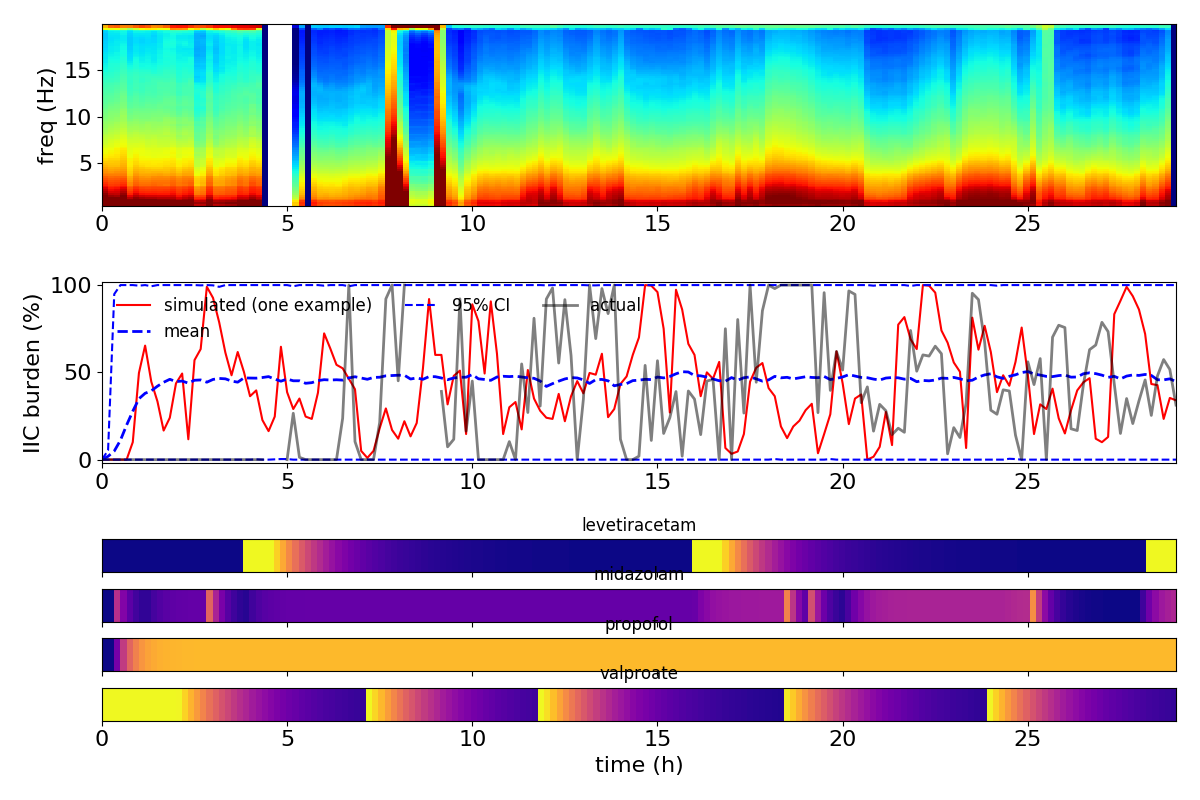 freq (Hz)
15
10
5
0 5 10 15 20 25
IIC burden (%)
100
50
0
simulated (one example) 95% CI actual
mean
0 5 10 15 20 25
levetiracetam
midazolam
propofol
valproate
0 5 10 15 20 25
time (h)